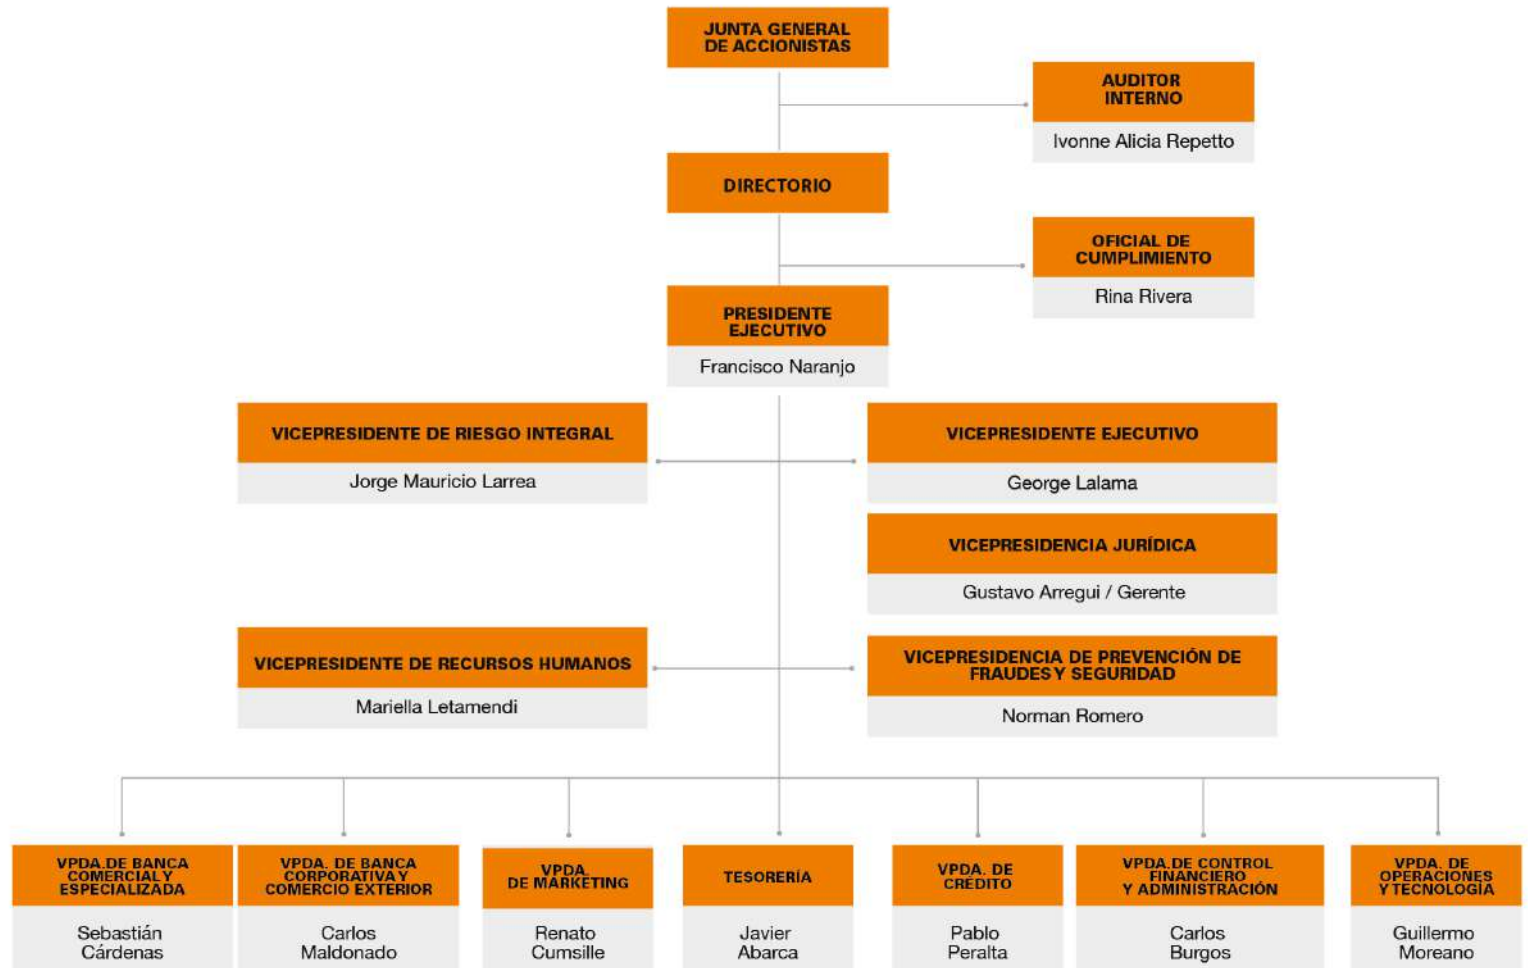 JUNTA GENERAL
DE ACCIONISTAS
AUDITOR
INTERNO
Ivonne Alicia Repetto
DIRECTORIO
OFICIAL DE
CUMPLIMIENTO
Rina Rivera
PRESIDENTE
EJECUTIVO
Francisco Naranjo
VICEPRESIDENTE DE RIESGO INTEGRAL
Jorge Mauricio Larrea
VICEPRESIDENTE EJECUTIVO
George Lalama
VICEPRESIDENCIA JURÍDICA
Gustavo Arregui / Gerente
VICEPRESIDENTE DE RECURSOS HUMANOS
Mariella Letamendi
VICEPRESIDENCIA DE PREVENCIÓN DE
FRAUDES Y SEGURIDAD
Norman Romero
VPDA.DE BANCA
COMERCIAL Y
ESPECIALIZADA
Sebastián
Cárdenas
VPDA. DE BANCA
CORPORATIVA Y
COMERCIO EXTERIOR
Carlos
Maldonado
VPDA.
DE MARKETING
Renato
Cumsille
TESORERÍA
Javier
Abarca
VPDA. DE
CRÉDITO
Pablo
Peralta
VPDA.DE CONTROL
FINANCIERO
Y ADMINISTRACIÓN
Carlos
Burgos
VPDA. DE
OPERACIONES
Y TECNOLOGÍA
Guillermo
Moreano